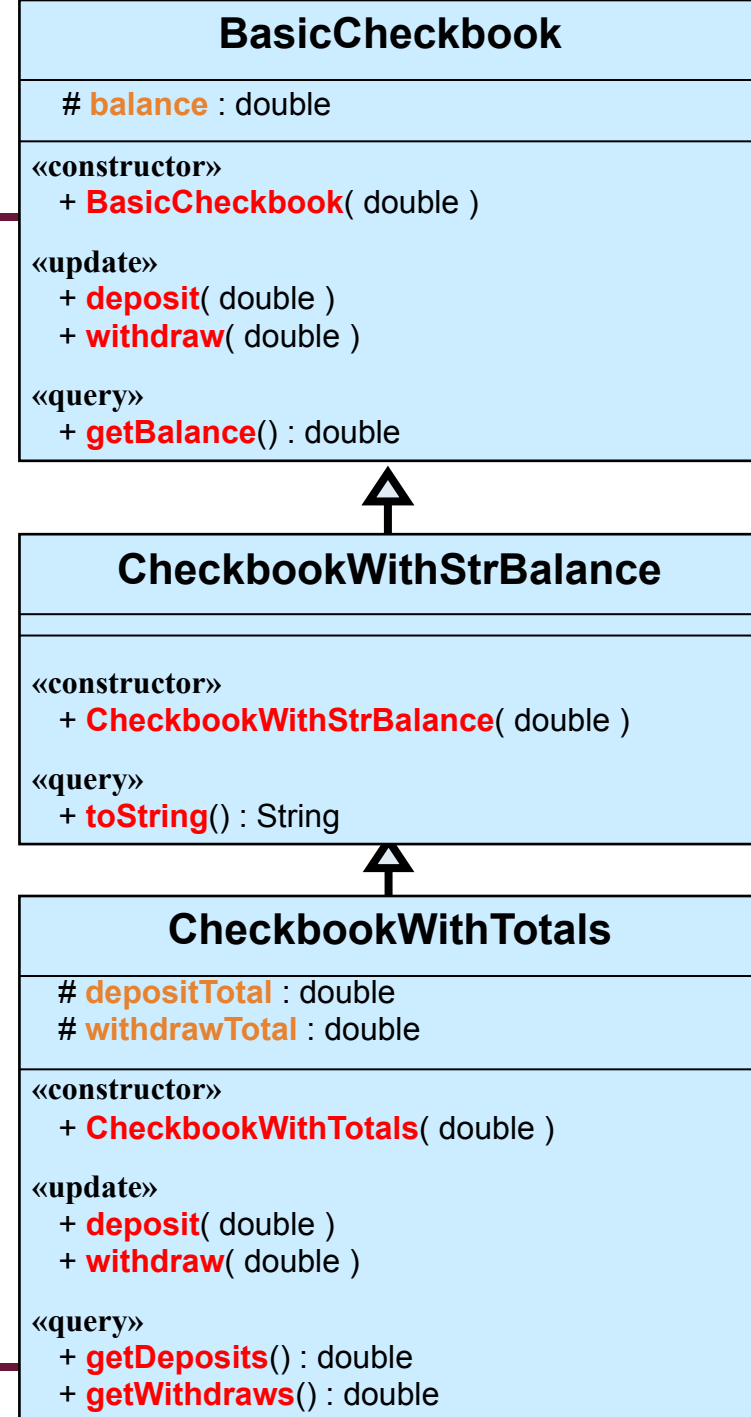 BasicCheckbook
# balance : double
«constructor»
+ BasicCheckbook( double )
«update»
+ deposit( double )
+ withdraw( double )
«query»
+ getBalance() : double
CheckbookWithStrBalance
«constructor»
+ CheckbookWithStrBalance( double )
«query»
+ toString() : String
CheckbookWithTotals
# depositTotal : double
# withdrawTotal : double
«constructor»
+ CheckbookWithTotals( double )
«update»
+ deposit( double )
+ withdraw( double )
«query»
+ getDeposits() : double
+ getWithdraws() : double